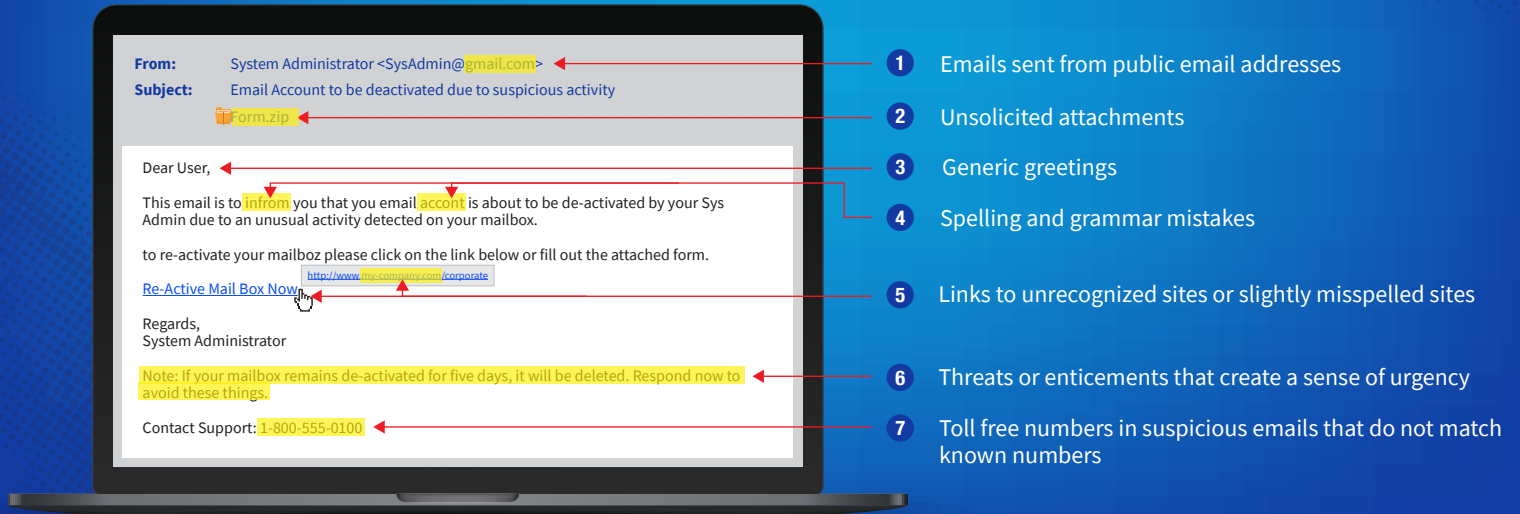 From: System Administrator <SysAdmin@gmail.com>
Subject: Email Account to be deactivated due to suspicious activity
Form.zip
Dear User,
This email is to infrom you that you email accont is about to be de-activated by your Sys
Admin due to an unusual activity detected on your mailbox.
to re-activate your mailboz please click on the link below or fill out the attached form.
http://www.my-company.com/corporate
Re-Active Mail Box Now
Regards,
System Administrator
Note: If your mailbox remains de-activated for five days, it will be deleted. Respond now to
avoid these things.
Contact Support: 1-800-555-0100
1 Emails sent from public email addresses
2 Unsolicited attachments
3 Generic greetings
4 Spelling and grammar mistakes
5 Links to unrecognized sites or slightly misspelled sites
6 Threats or enticements that create a sense of urgency
7 Toll free numbers in suspicious emails that do not match
known numbers